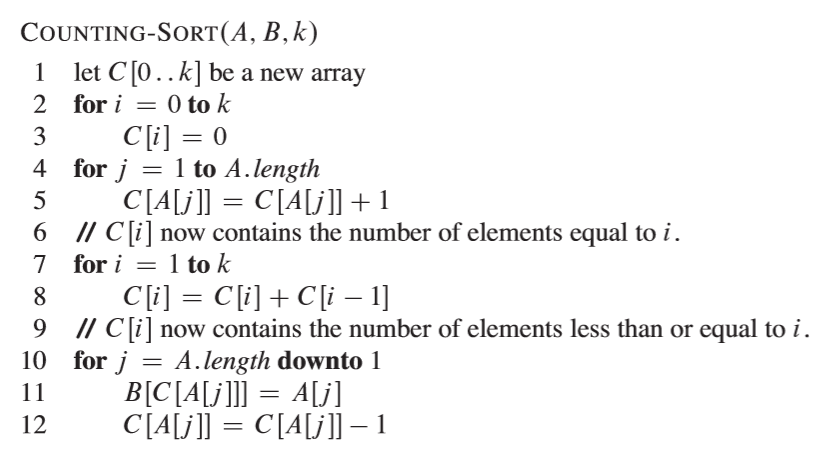 COUNTING-SORT(A, B, k)
1 let C[0..k] be a new array
2 for i = 0 to k
3 C[i] = 0
4 for j = 1 to A.length
5 C[A[j]] = C[A[j]] + 1
6 // C[i] now contains the number of elements equal to i.
7 for i = 1 to k
8 C[i] = C[i] + C[i − 1]
9 // C[i] now contains the number of elements less than or equal to i.
10 for j = A.length downto 1
11 B[C[A[j]]] = A[j]
12 C[A[j]] = C[A[j]] − 1